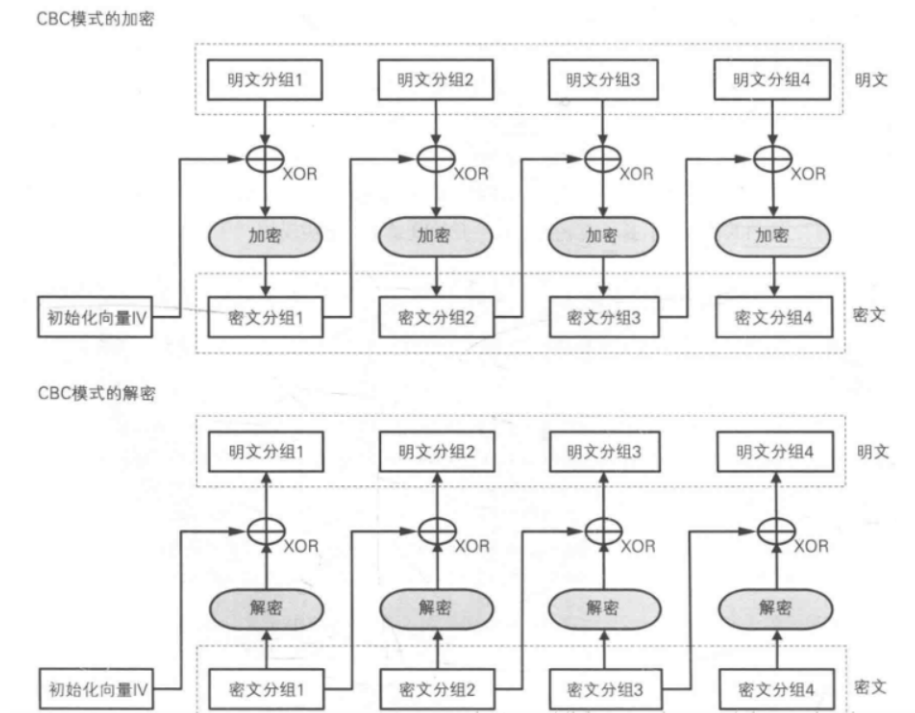 CBC模式的加密
明文分组1 明文分组2 明文分组3 明文分组4 明文
XOR XOR XOR XOR
加密 加密 加密 加密
初始化向量IV 密文分组1 密文分组2 密文分组3 密文分组4 密文
CBC模式的解密
明文分组1 明文分组2 明文分组3 明文分组4 明文
XOR XOR XOR XOR
解密 解密 解密 解密
初始化向量IV 密文分组1 密文分组2 密文分组3 密文分组4 密文